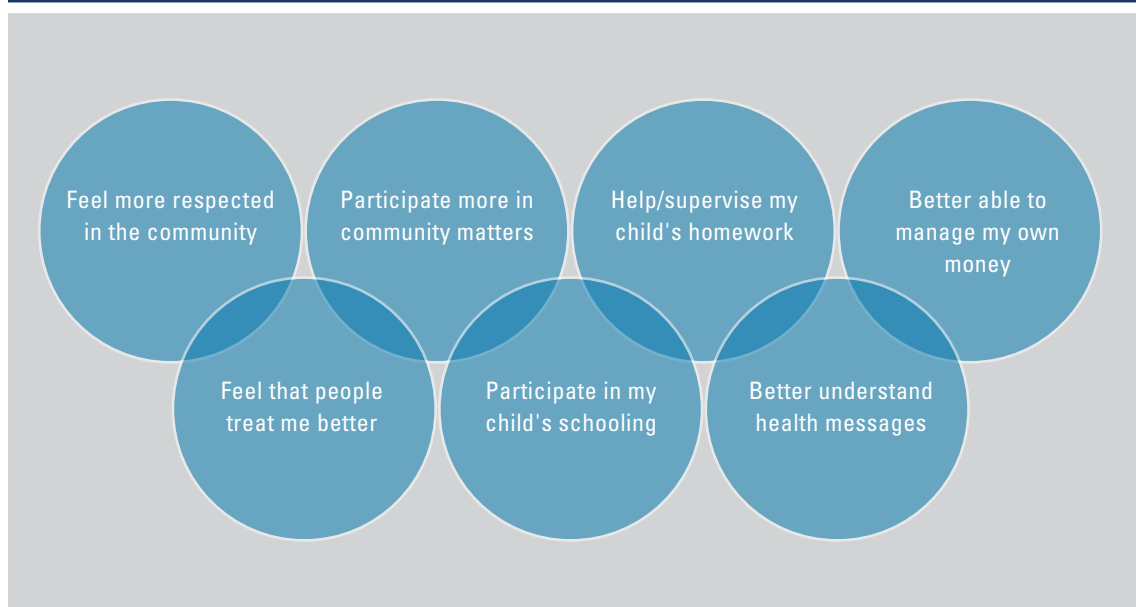 Feel more respected
in the community
Participate more in
community matters
Help/supervise my
child's homework
Better able to
manage my own
money
Feel that people
treat me better
Participate in my
child's schooling
Better understand
health messages